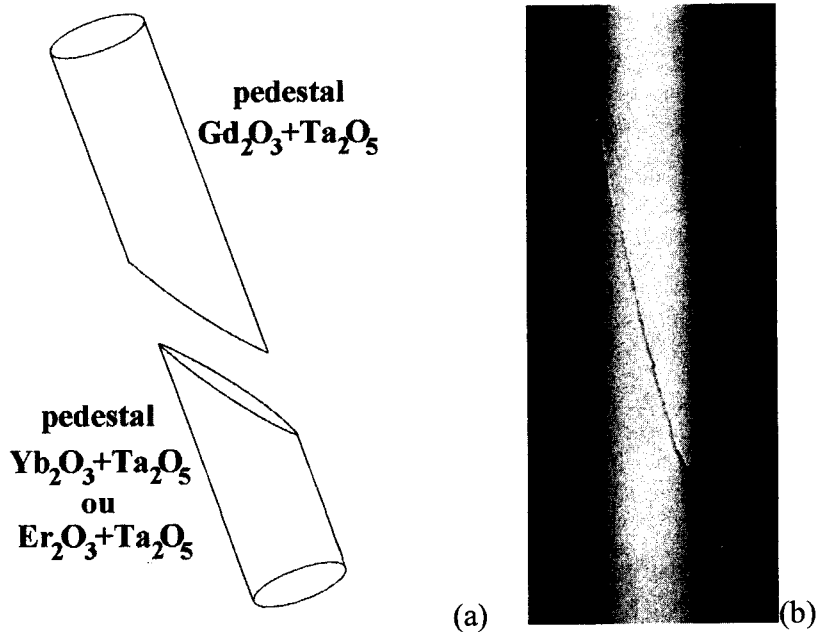 pedestal
Gd₂O₃+Ta₂O₅
pedestal
Yb₂O₃+Ta₂O₅
ou
Er₂O₃+Ta₂O₅
(a)
(b)